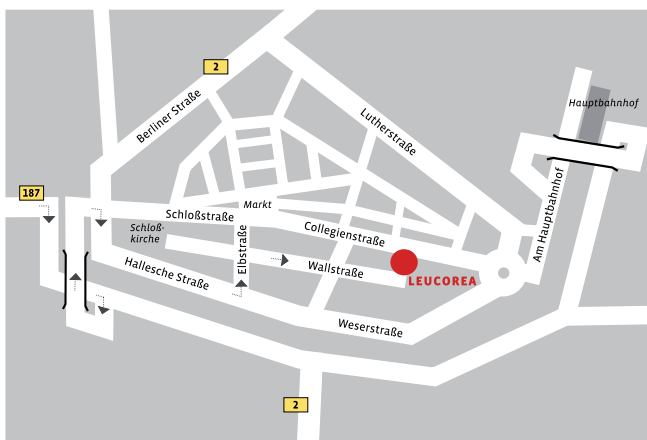 2
Berliner Straße
Lutherstraße
Hauptbahnhof
187
Markt
Schloßstraße
Schloß-
kirche
Collegienstraße
Elbstraße
Am Hauptbahnhof
Hallesche Straße
Wallstraße
LEUCOREA
Weserstraße
2